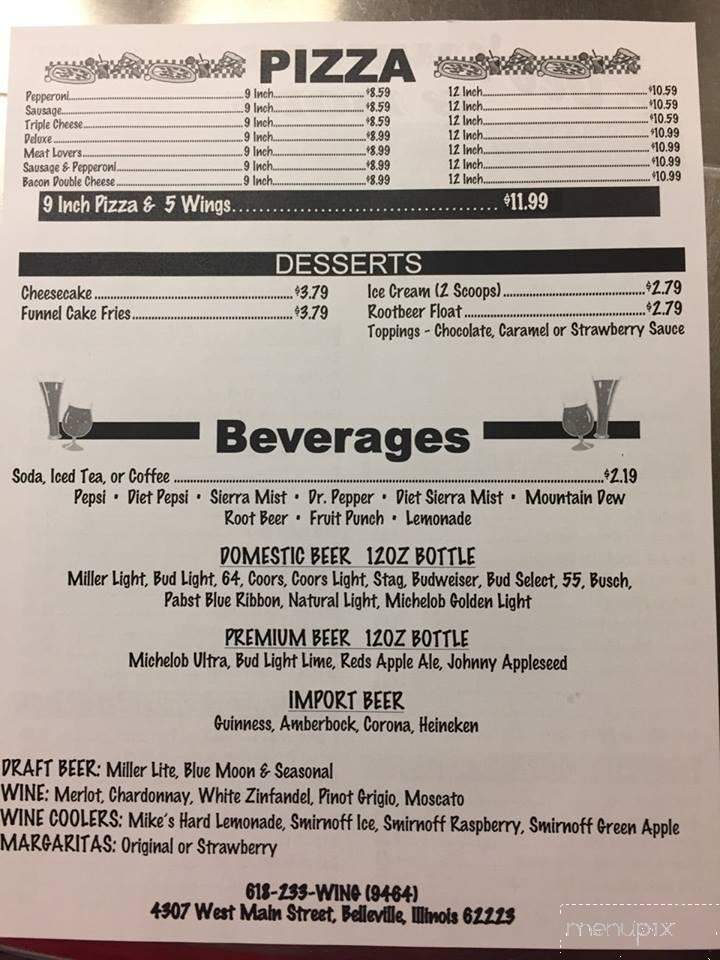 PIZZA
Pepperoni 9 Inch $8.59 12 Inch $10.59
Sausage 9 Inch $8.59 12 Inch $10.59
Triple Cheese 9 Inch $8.59 12 Inch $10.59
Deluxe 9 Inch $8.99 12 Inch $10.99
Meat Lovers 9 Inch $8.99 12 Inch $10.99
Sausage & Pepperoni 9 Inch $8.99 12 Inch $10.99
Bacon Double Cheese 9 Inch $8.99 12 Inch $10.99
9 Inch Pizza & 5 Wings $11.99
DESSERTS
Cheesecake $3.79
Funnel Cake Fries $3.79
Ice Cream (2 Scoops) $2.79
Rootbeer Float $2.79
Toppings - Chocolate, Caramel or Strawberry Sauce
Beverages
Soda, Iced Tea, or Coffee $2.19
Pepsi • Diet Pepsi • Sierra Mist • Dr. Pepper • Diet Sierra Mist • Mountain Dew
Root Beer • Fruit Punch • Lemonade
DOMESTIC BEER 12OZ BOTTLE
Miller Light, Bud Light, 64, Coors, Coors Light, Stag, Budweiser, Bud Select, 55, Busch,
Pabst Blue Ribbon, Natural Light, Michelob Golden Light
PREMIUM BEER 12OZ BOTTLE
Michelob Ultra, Bud Light Lime, Reds Apple Ale, Johnny Appleseed
IMPORT BEER
Guinness, Amberbock, Corona, Heineken
DRAFT BEER: Miller Lite, Blue Moon & Seasonal
WINE: Merlot, Chardonnay, White Zinfandel, Pinot Grigio, Moscato
WINE COOLERS: Mike's Hard Lemonade, Smirnoff Ice, Smirnoff Raspberry, Smirnoff Green Apple
MARGARITAS: Original or Strawberry
618-233-WING (9464)
4307 West Main Street, Belleville, Illinois 62223
menupix